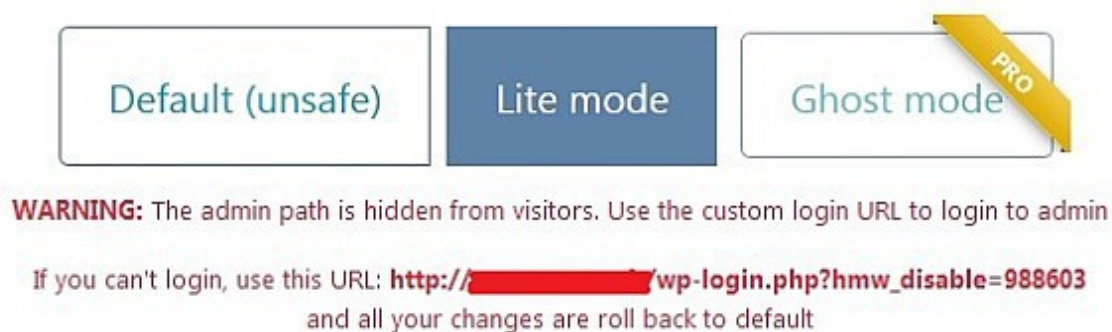 Default (unsafe)
Lite mode
Ghost mode
PRO
WARNING: The admin path is hidden from visitors. Use the custom login URL to login to admin
If you can't login, use this URL: http:// /wp-login.php?hmw_disable=988603
and all your changes are roll back to default